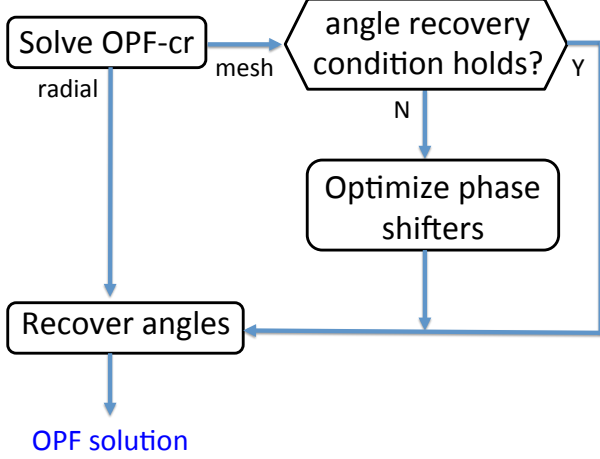 Solve OPF-cr
angle recovery
condition holds?
mesh
Y
radial
N
Optimize phase
shifters
Recover angles
OPF solution